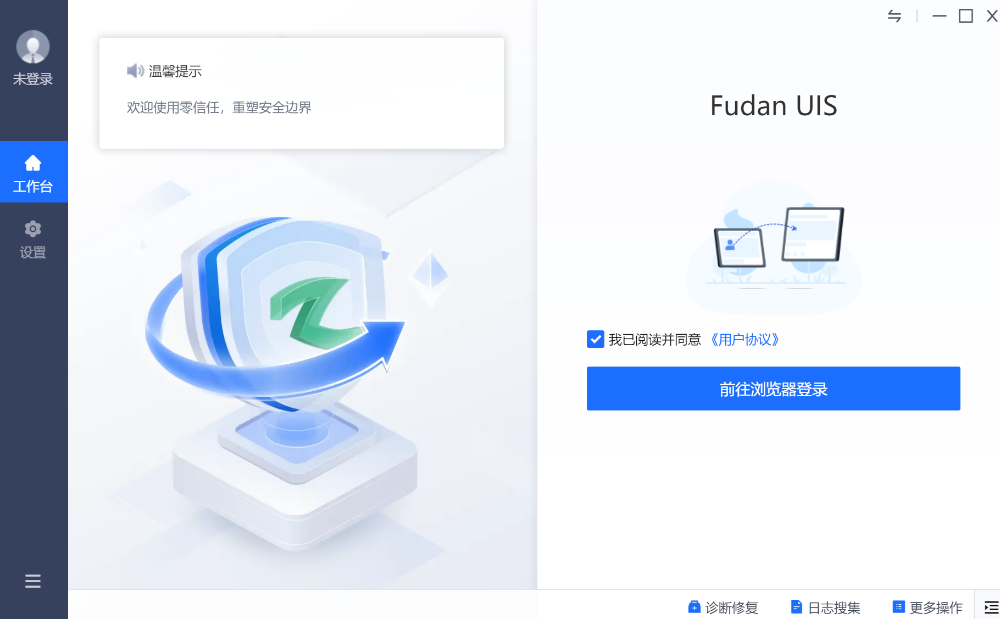 未登录
工作台
设置
温馨提示
欢迎使用零信任，重塑安全边界
Fudan UIS
我已阅读并同意 《用户协议》
前往浏览器登录
诊断修复 日志搜集 更多操作